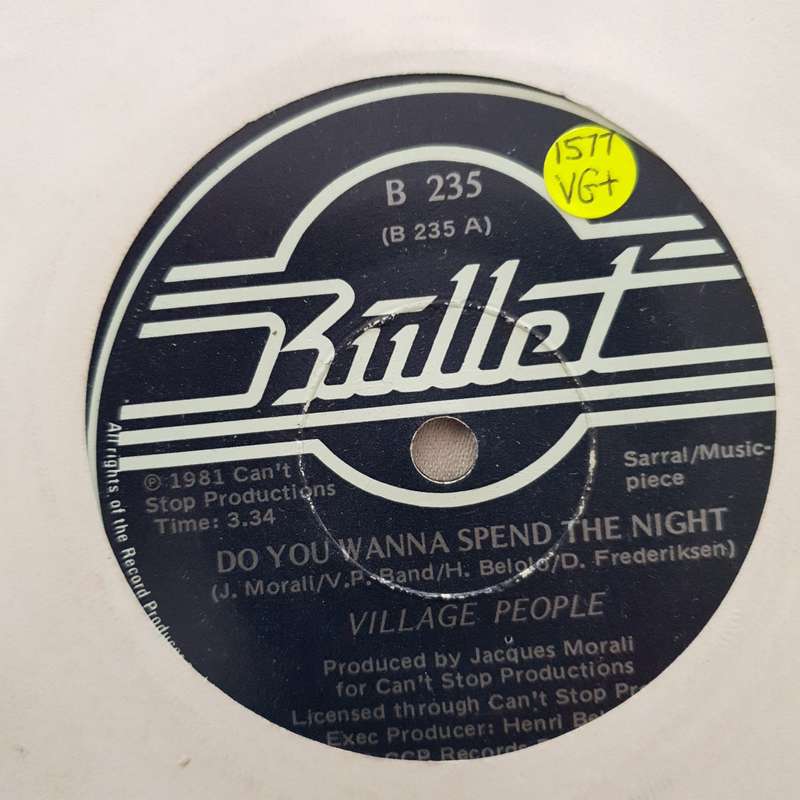 1577
VG+
B 235
(B 235 A)
Bullet
℗ 1981 Can't
Stop Productions
Time: 3.34
Sarral/Music-
piece
DO YOU WANNA SPEND THE NIGHT
(J. Morali/V.P. Band/H. Belolo/D. Frederiksen)
VILLAGE PEOPLE
Produced by Jacques Morali
for Can't Stop Productions
Licensed through Can't Stop
Exec Producer: Henri
Records
All rights of the Record